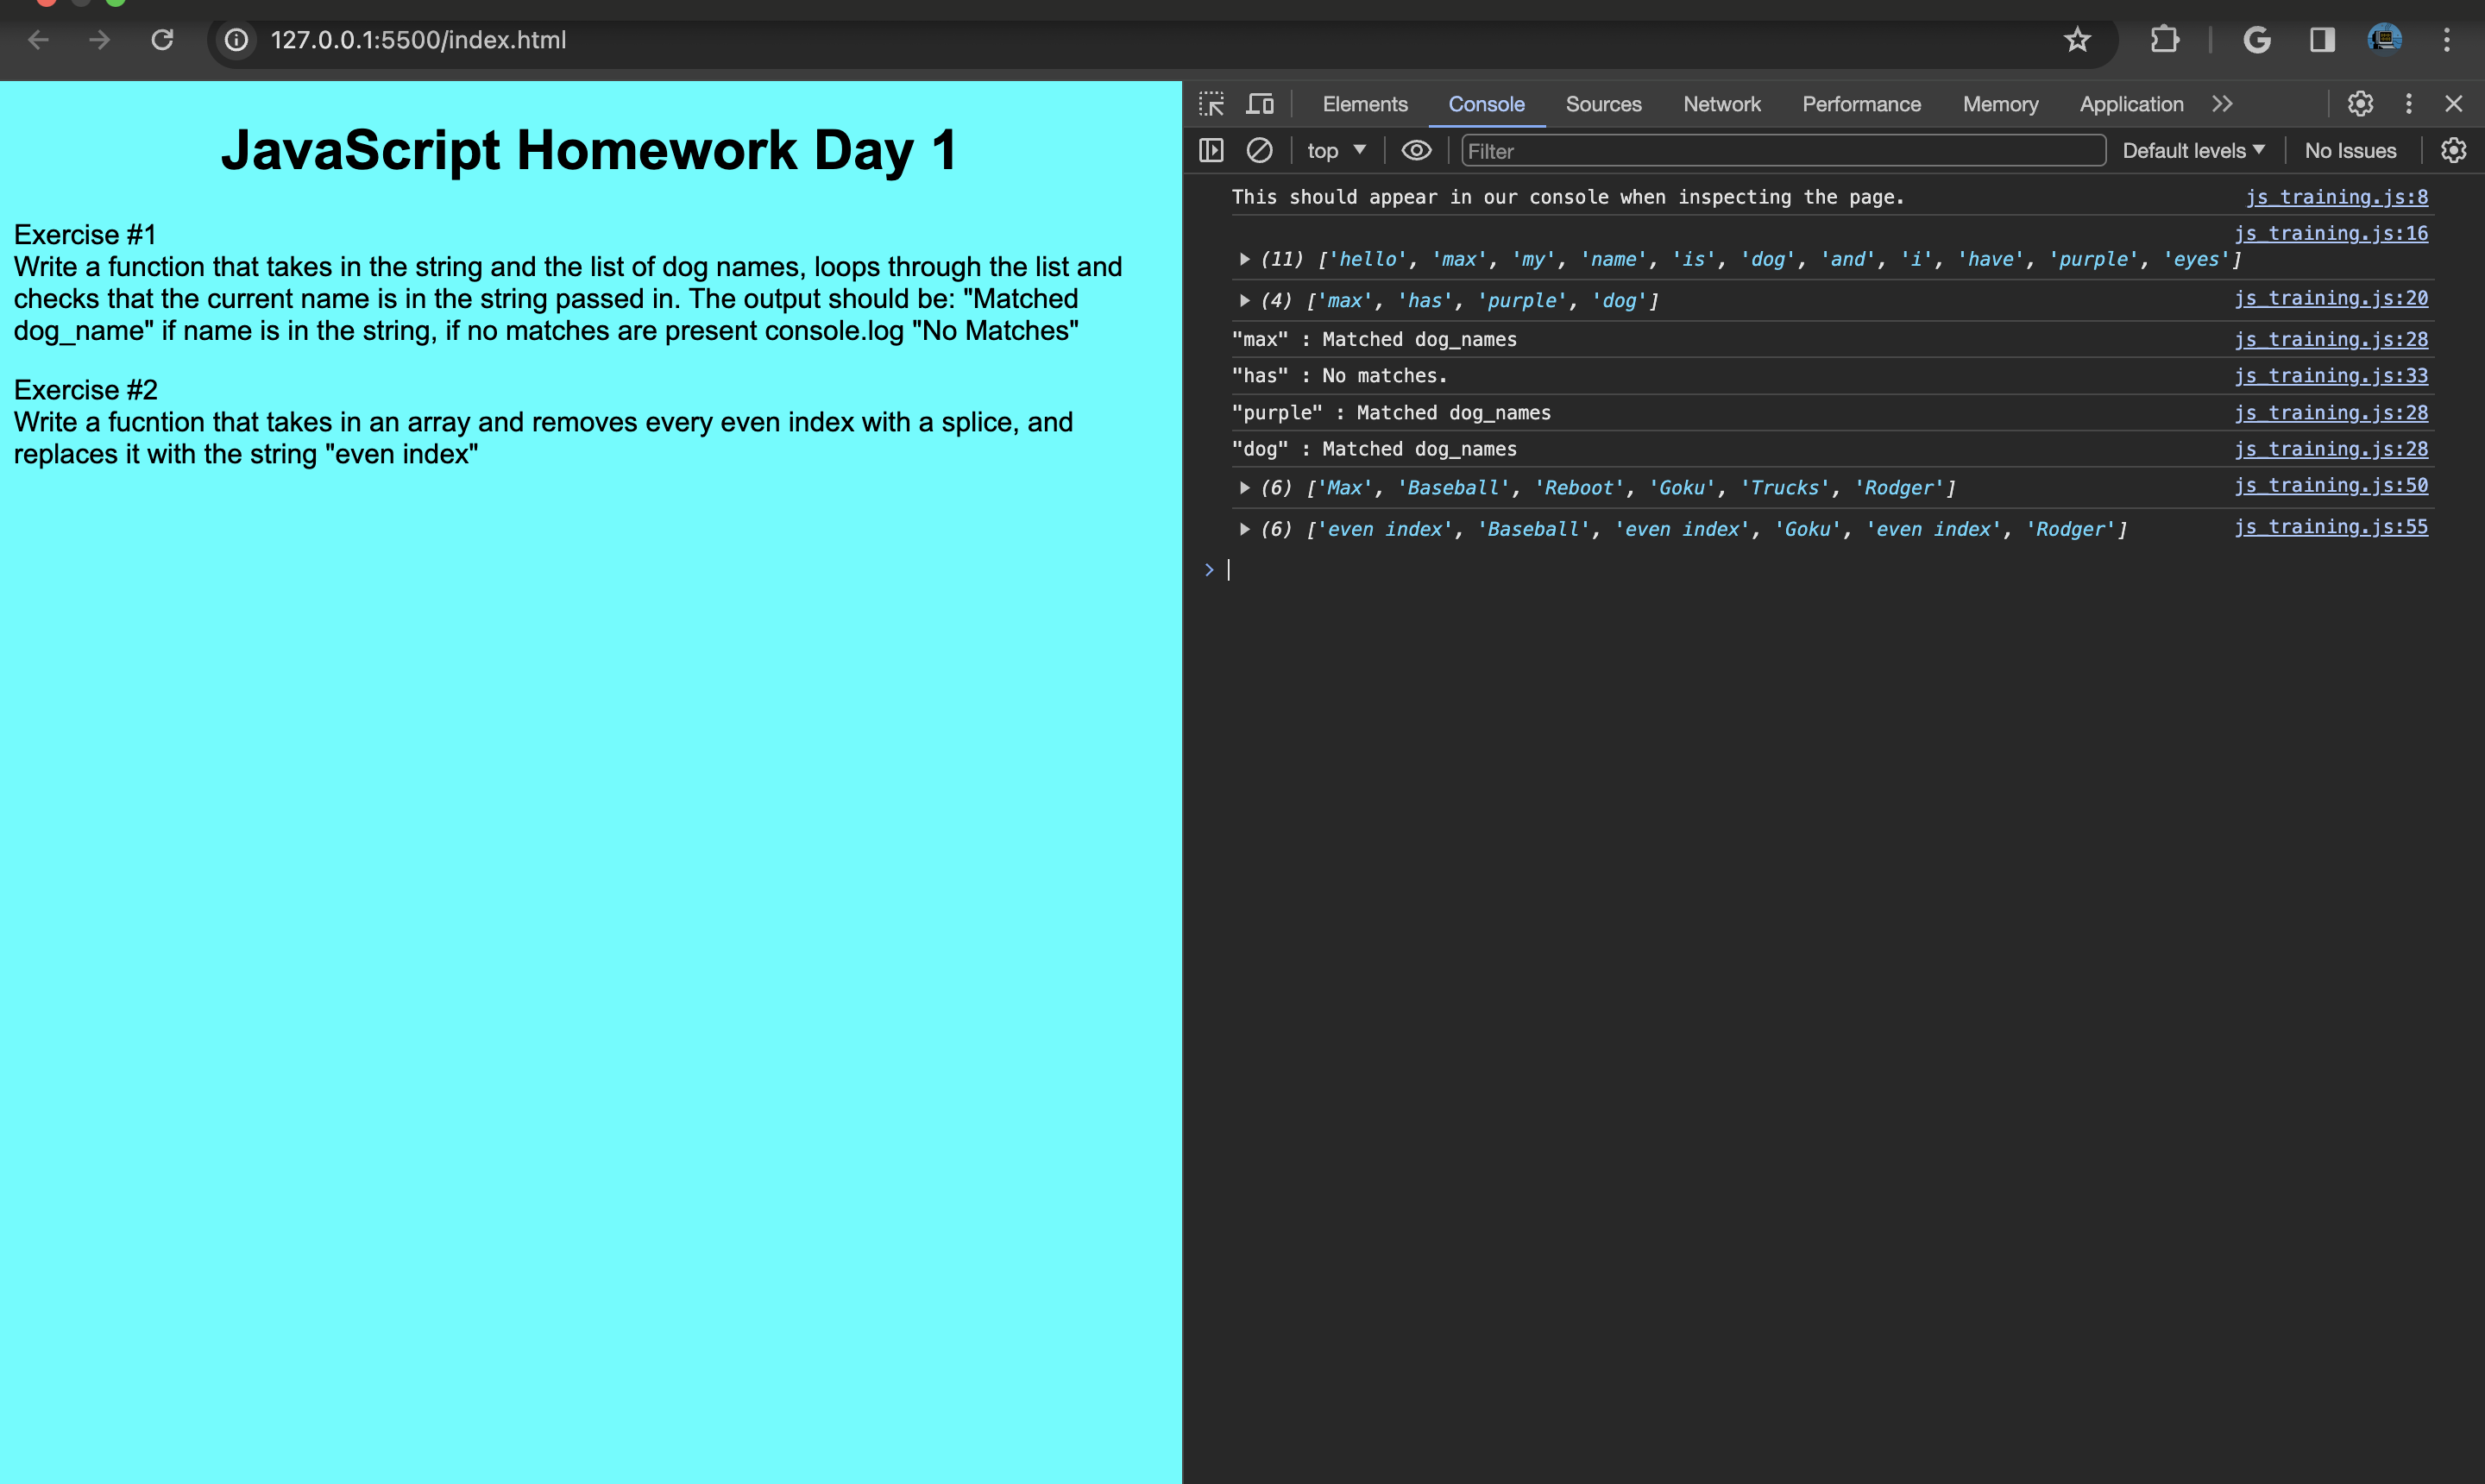 127.0.0.1:5500/index.html
JavaScript Homework Day 1
Exercise #1
Write a function that takes in the string and the list of dog names, loops through the list and
checks that the current name is in the string passed in. The output should be: "Matched
dog_name" if name is in the string, if no matches are present console.log "No Matches"
Exercise #2
Write a fucntion that takes in an array and removes every even index with a splice, and
replaces it with the string "even index"
Elements Console Sources Network Performance Memory Application
top Filter Default levels No Issues
This should appear in our console when inspecting the page. js_training.js:8
js_training.js:16
(11) ['hello', 'max', 'my', 'name', 'is', 'dog', 'and', 'i', 'have', 'purple', 'eyes']
(4) ['max', 'has', 'purple', 'dog'] js_training.js:20
"max" : Matched dog_names js_training.js:28
"has" : No matches. js_training.js:33
"purple" : Matched dog_names js_training.js:28
"dog" : Matched dog_names js_training.js:28
(6) ['Max', 'Baseball', 'Reboot', 'Goku', 'Trucks', 'Rodger'] js_training.js:50
(6) ['even index', 'Baseball', 'even index', 'Goku', 'even index', 'Rodger'] js_training.js:55